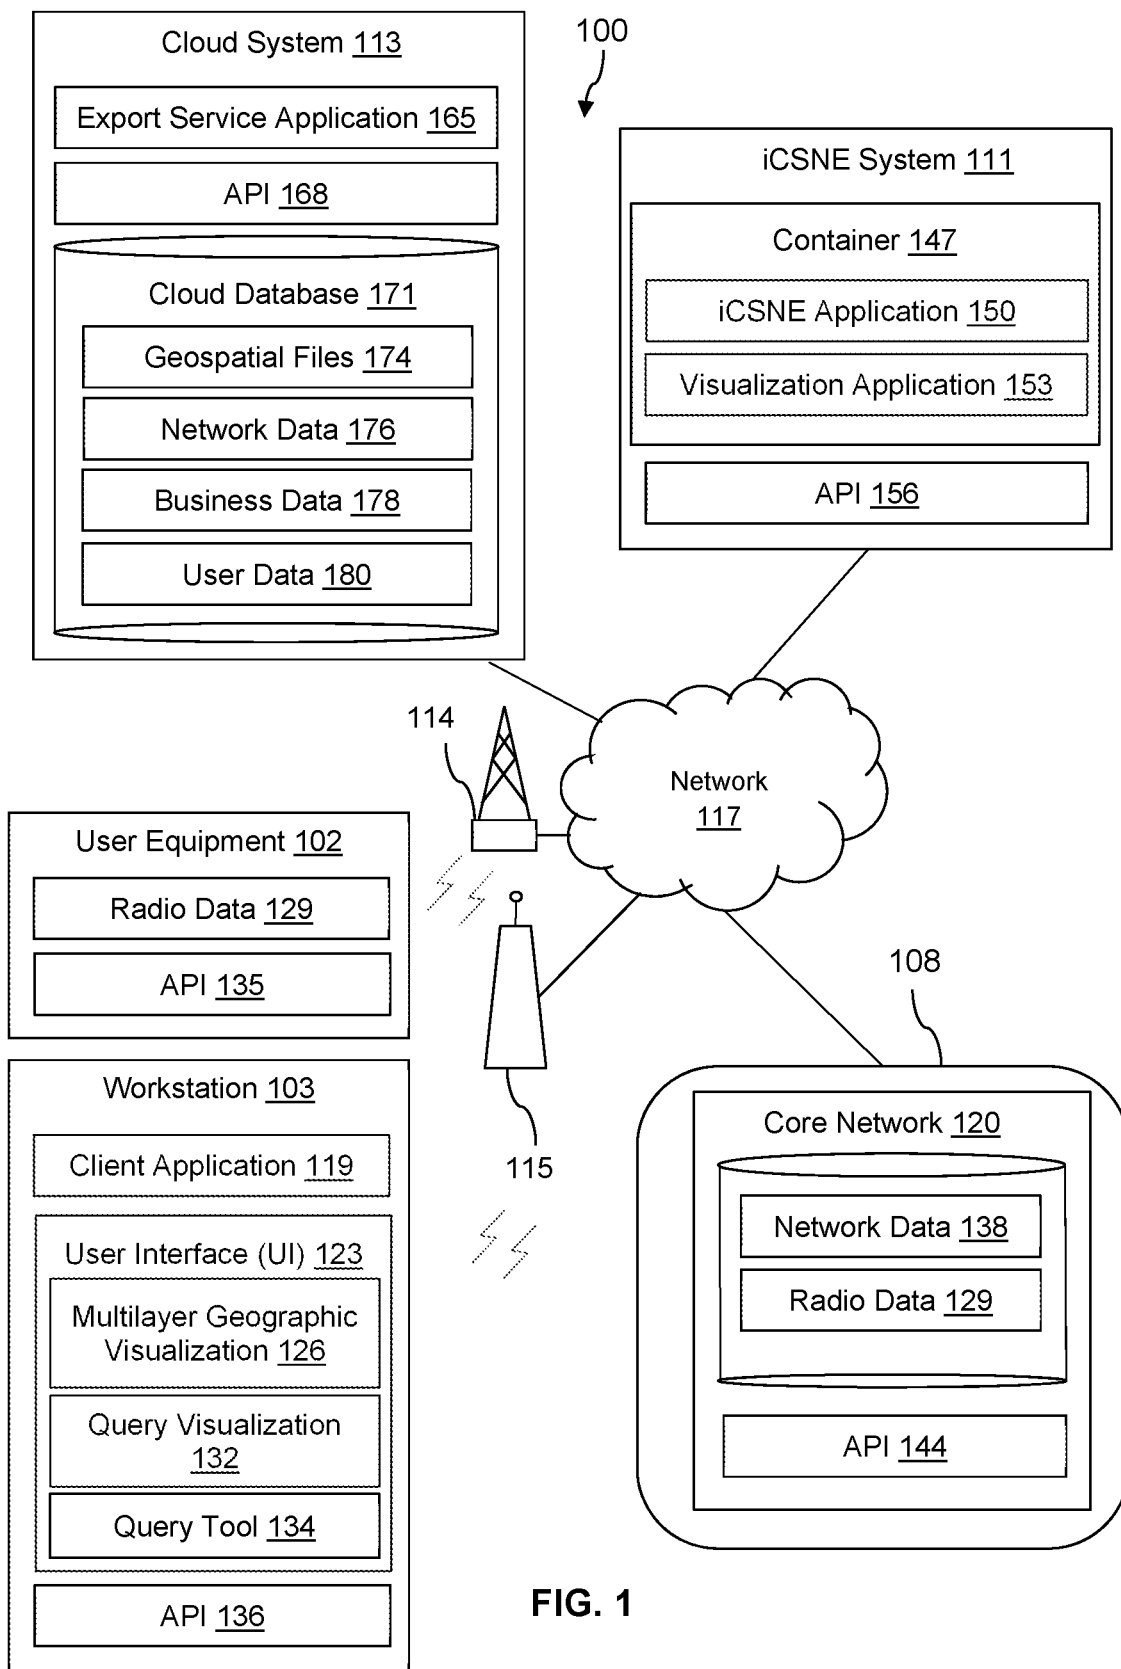 100
Cloud System 113
Export Service Application 165
API 168
Cloud Database 171
Geospatial Files 174
Network Data 176
Business Data 178
User Data 180
iCSNE System 111
Container 147
iCSNE Application 150
Visualization Application 153
API 156
114
Network
117
User Equipment 102
Radio Data 129
API 135
115
108
Workstation 103
Client Application 119
User Interface (UI) 123
Multilayer Geographic
Visualization 126
Query Visualization
132
Query Tool 134
API 136
Core Network 120
Network Data 138
Radio Data 129
API 144
FIG. 1